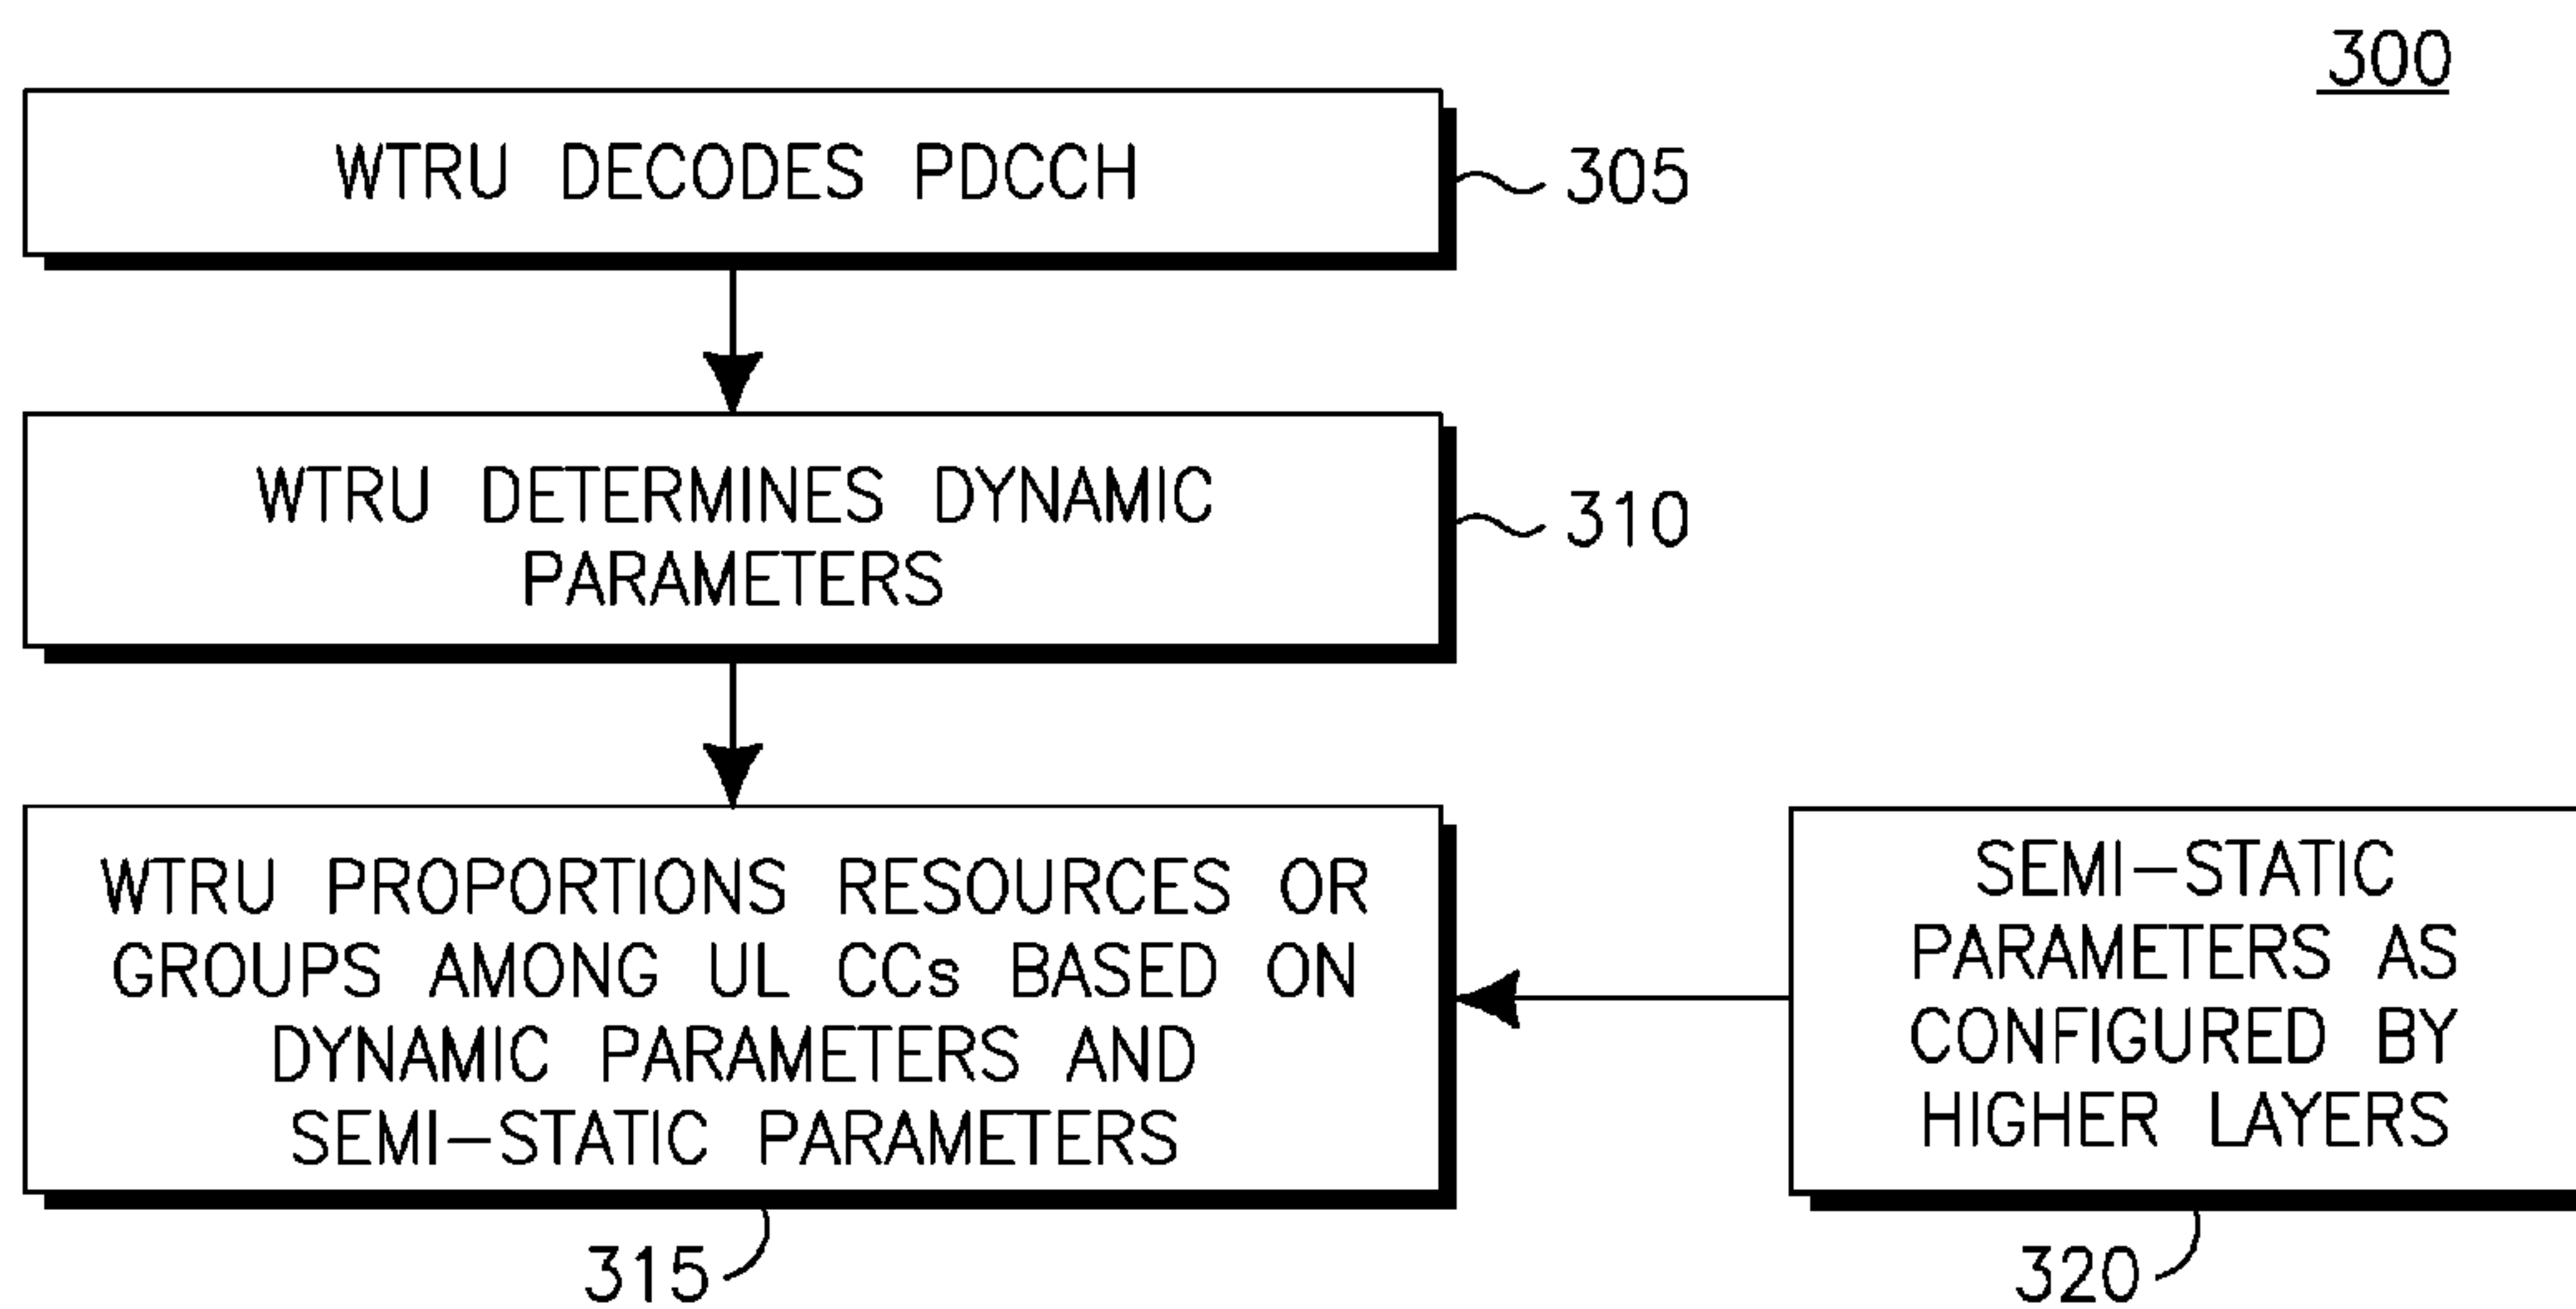 300
WTRU DECODES PDCCH
305
WTRU DETERMINES DYNAMIC
PARAMETERS
310
WTRU PROPORTIONS RESOURCES OR
GROUPS AMONG UL CCs BASED ON
DYNAMIC PARAMETERS AND
SEMI-STATIC PARAMETERS
315
SEMI-STATIC
PARAMETERS AS
CONFIGURED BY
HIGHER LAYERS
320